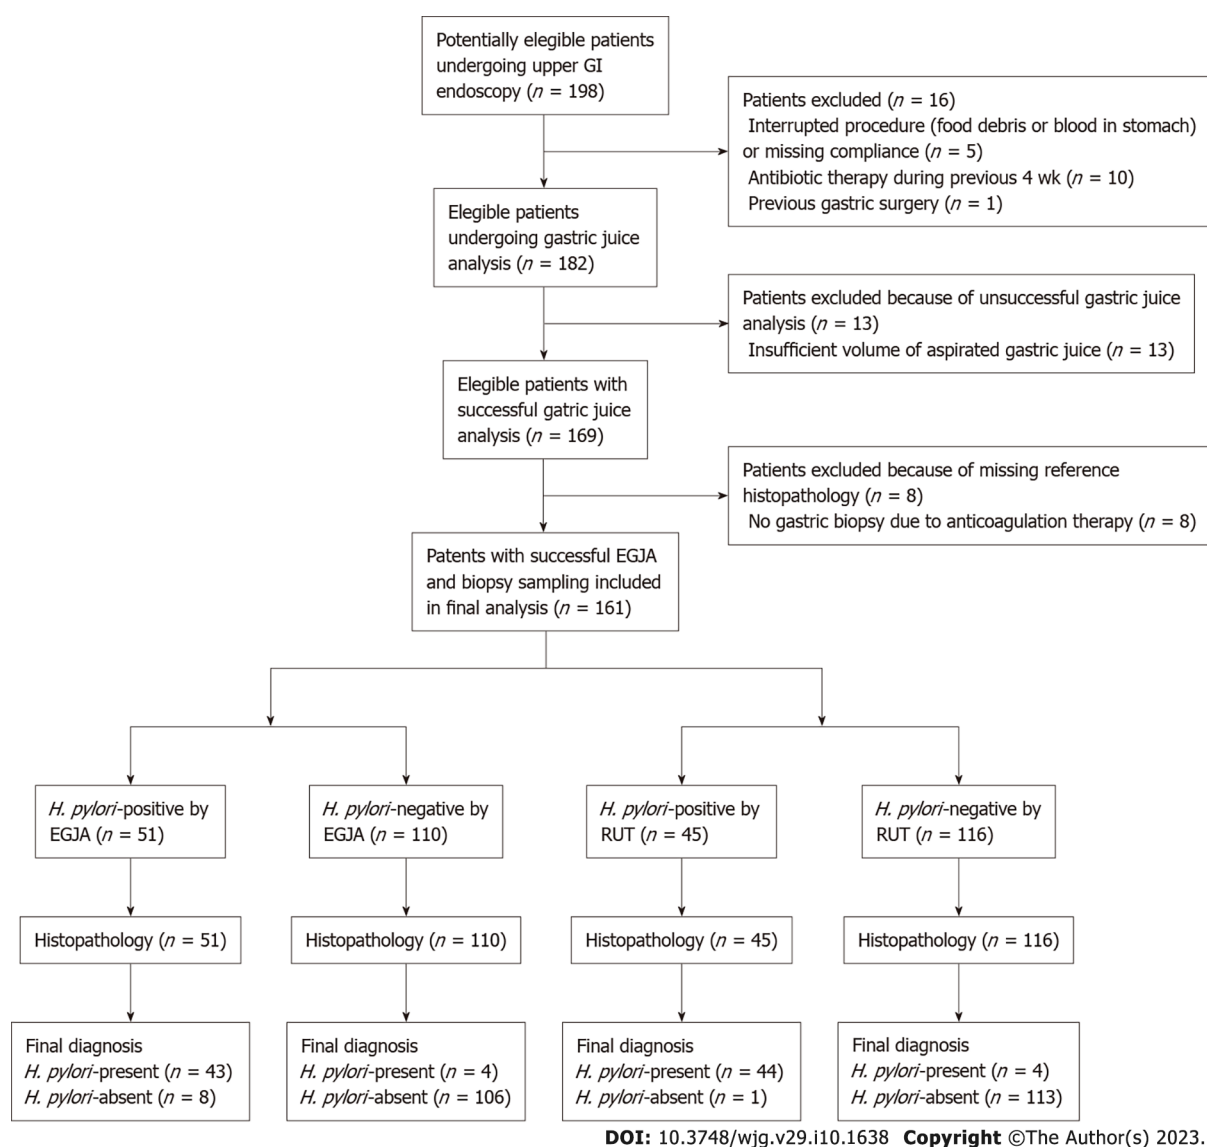 Potentially elegible patients
undergoing upper GI
endoscopy (n = 198)
Patients excluded (n = 16)
Interrupted procedure (food debris or blood in stomach)
or missing compliance (n = 5)
Antibiotic therapy during previous 4 wk (n = 10)
Previous gastric surgery (n = 1)
Elegible patients
undergoing gastric juice
analysis (n = 182)
Patients excluded because of unsuccessful gastric juice
analysis (n = 13)
Insufficient volume of aspirated gastric juice (n = 13)
Elegible patients with
successful gatric juice
analysis (n = 169)
Patients excluded because of missing reference
histopathology (n = 8)
No gastric biopsy due to anticoagulation therapy (n = 8)
Patents with successful EGJA
and biopsy sampling included
in final analysis (n = 161)
H. pylori-positive by
EGJA (n = 51)
H. pylori-negative by
EGJA (n = 110)
H. pylori-positive by
RUT (n = 45)
H. pylori-negative by
RUT (n = 116)
Histopathology (n = 51)
Histopathology (n = 110)
Histopathology (n = 45)
Histopathology (n = 116)
Final diagnosis
H. pylori-present (n = 43)
H. pylori-absent (n = 8)
Final diagnosis
H. pylori-present (n = 4)
H. pylori-absent (n = 106)
Final diagnosis
H. pylori-present (n = 44)
H. pylori-absent (n = 1)
Final diagnosis
H. pylori-present (n = 4)
H. pylori-absent (n = 113)
DOI: 10.3748/wjg.v29.i10.1638 Copyright ©The Author(s) 2023.